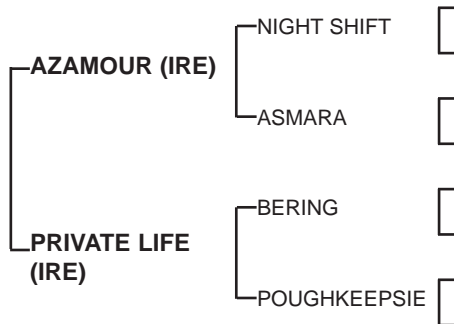 NIGHT SHIFT
AZAMOUR (IRE)
ASMARA
BERING
PRIVATE LIFE
(IRE)
POUGHKEEPSIE